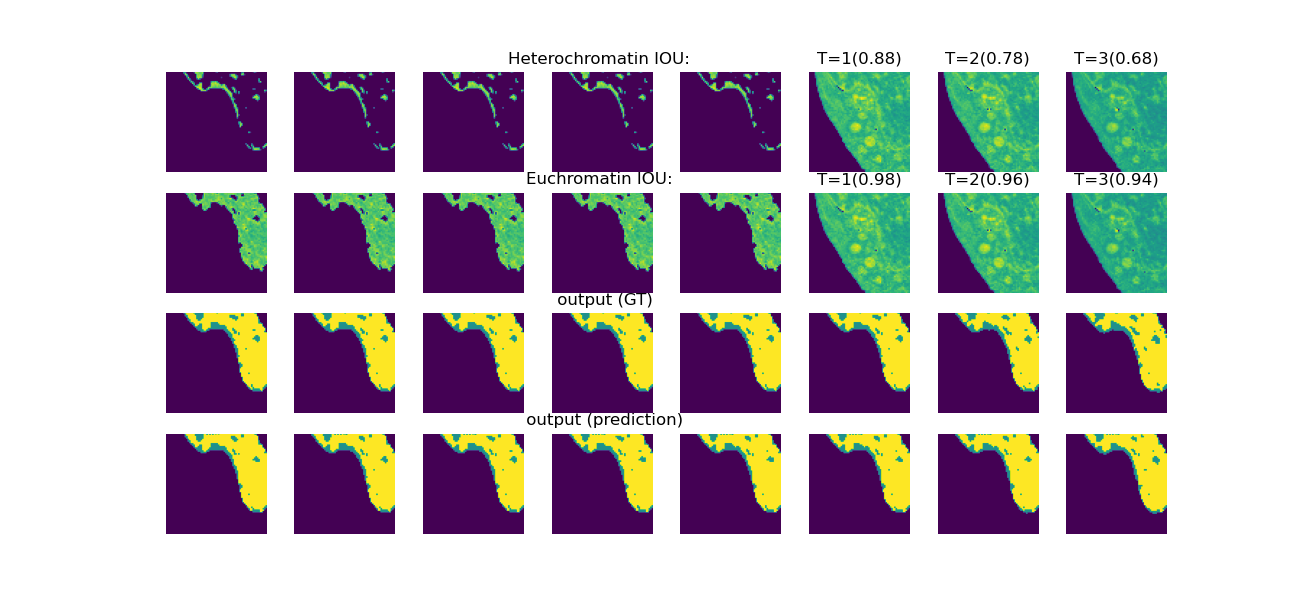 Heterochromatin IOU: T=1(0.88) T=2(0.78) T=3(0.68)
Euchromatin IOU: T=1(0.98) T=2(0.96) T=3(0.94)
output (GT)
output (prediction)